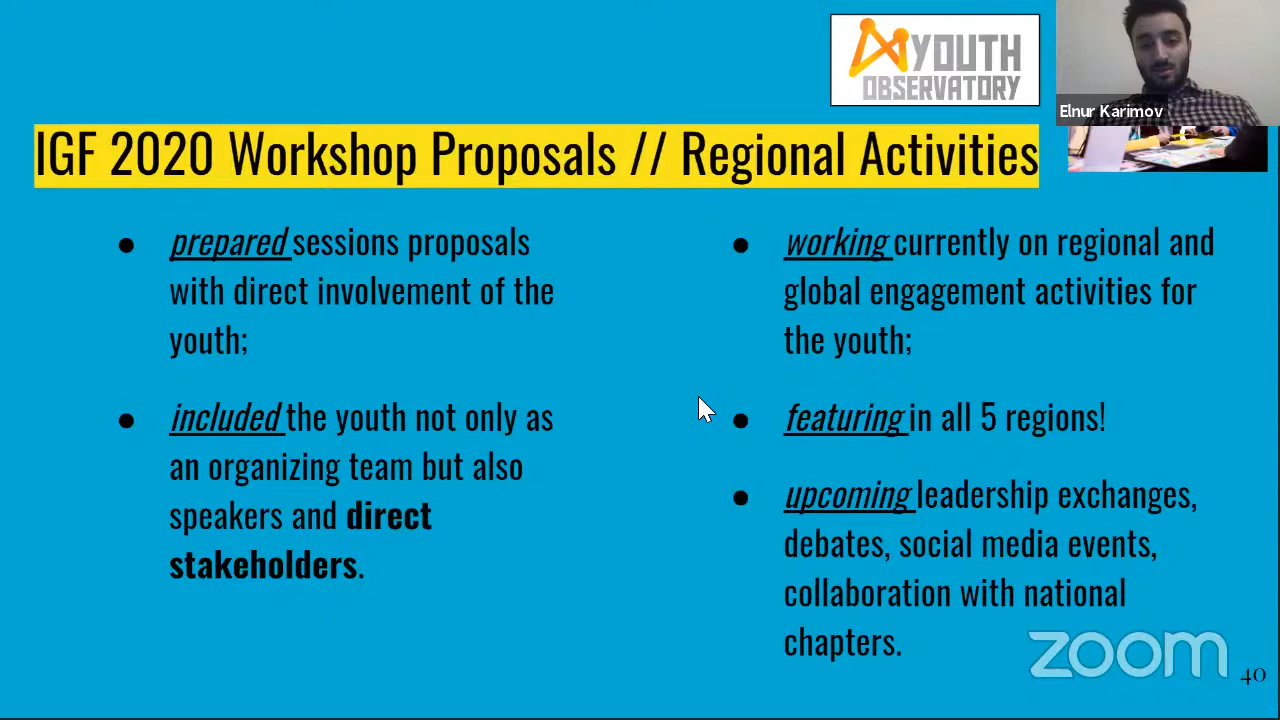 YOUTH
OBSERVATORY
Elnur Karimov
IGF 2020 Workshop Proposals // Regional Activities
● prepared sessions proposals
with direct involvement of the
youth;
● included the youth not only as
an organizing team but also
speakers and direct
stakeholders.
● working currently on regional and
global engagement activities for
the youth;
● featuring in all 5 regions!
● upcoming leadership exchanges,
debates, social media events,
collaboration with national
chapters.
zoom
40